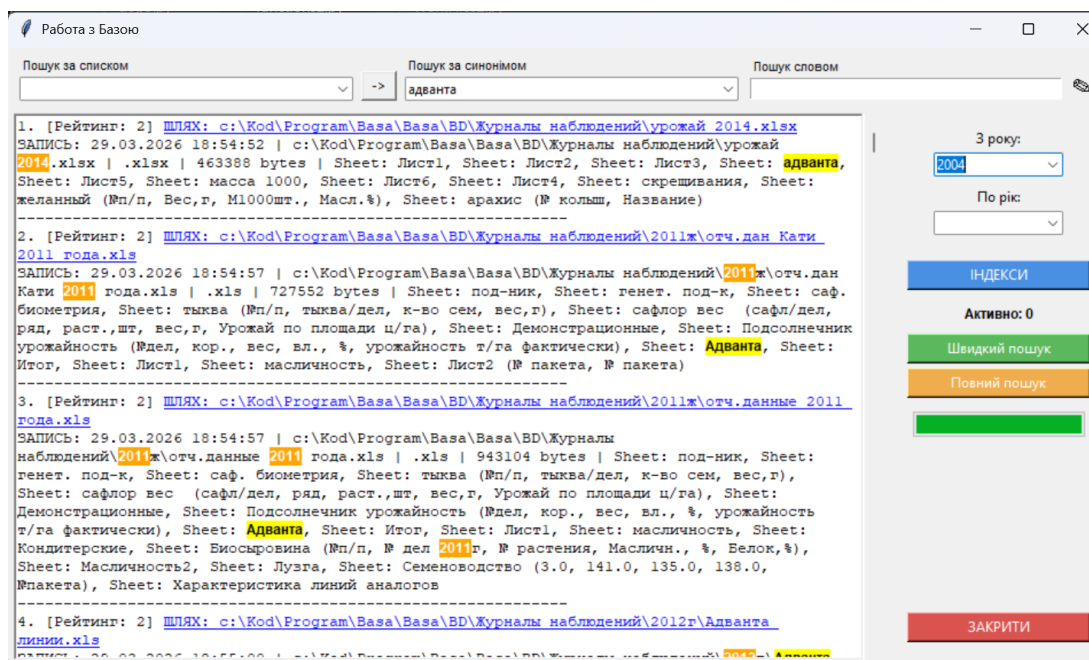 Работа з Базою
Пошук за списком
Пошук за синонімом
Пошук словом
->
адванта
1. [Рейтинг: 2] ШЛЯХ: c:\Kod\Program\Basa\Basa\BD\Журналы наблюдений\урожай 2014.xlsx
ЗАПИСЬ: 29.03.2026 18:54:52 | c:\Kod\Program\Basa\Basa\BD\Журналы наблюдений\урожай
2014.xlsx | .xlsx | 463388 bytes | Sheet: Лист1, Sheet: Лист2, Sheet: Лист3, Sheet: адванта,
Sheet: Лист5, Sheet: масса 1000, Sheet: Лист6, Sheet: Лист4, Sheet: скрещивания, Sheet:
желанный (№п/п, Вес,г, М1000шт., Масл.%), Sheet: арахис (№ колыш, Название)
------------------------------------------------------------
2. [Рейтинг: 2] ШЛЯХ: c:\Kod\Program\Basa\Basa\BD\Журналы наблюдений\2011ж\отч.дан Кати
2011 года.xls
ЗАПИСЬ: 29.03.2026 18:54:57 | c:\Kod\Program\Basa\Basa\BD\Журналы наблюдений\2011ж\отч.дан
Кати 2011 года.xls | .xls | 727552 bytes | Sheet: под-ник, Sheet: генет. под-к, Sheet: саф.
биометрия, Sheet: тыква (№п/п, тыква/дел, к-во сем, вес,г), Sheet: сафлор вес  (сафл/дел,
ряд, раст.,шт, вес,г, Урожай по площади ц/га), Sheet: Демонстрационные, Sheet: Подсолнечник
урожайность (№дел, кор., вес, вл., %, урожайность т/га фактически), Sheet: Адванта, Sheet:
Итог, Sheet: Лист1, Sheet: масличность, Sheet: Лист2 (№ пакета, № пакета)
------------------------------------------------------------
3. [Рейтинг: 2] ШЛЯХ: c:\Kod\Program\Basa\Basa\BD\Журналы наблюдений\2011ж\отч.данные 2011
года.xls
ЗАПИСЬ: 29.03.2026 18:54:57 | c:\Kod\Program\Basa\Basa\BD\Журналы
наблюдений\2011ж\отч.данные 2011 года.xls | .xls | 943104 bytes | Sheet: под-ник, Sheet:
генет. под-к, Sheet: саф. биометрия, Sheet: тыква (№п/п, тыква/дел, к-во сем, вес,г),
Sheet: сафлор вес  (сафл/дел, ряд, раст.,шт, вес,г, Урожай по площади ц/га), Sheet:
Демонстрационные, Sheet: Подсолнечник урожайность (№дел, кор., вес, вл., %, урожайность
т/га фактически), Sheet: Адванта, Sheet: Итог, Sheet: Лист1, Sheet: масличность, Sheet:
Кондитерские, Sheet: Биосыровина (№п/п, № дел 2011г, № растения, Масличн., %, Белок,%),
Sheet: Масличность2, Sheet: Лузга, Sheet: Семеноводство (3.0, 141.0, 135.0, 138.0,
№пакета), Sheet: Характеристика линий аналогов
------------------------------------------------------------
4. [Рейтинг: 2] ШЛЯХ: c:\Kod\Program\Basa\Basa\BD\Журналы наблюдений\2012г\Адванта
линии.xls
З року:
2004
По рік:
ІНДЕКСИ
Активно: 0
Швидкий пошук
Повний пошук
ЗАКРИТИ